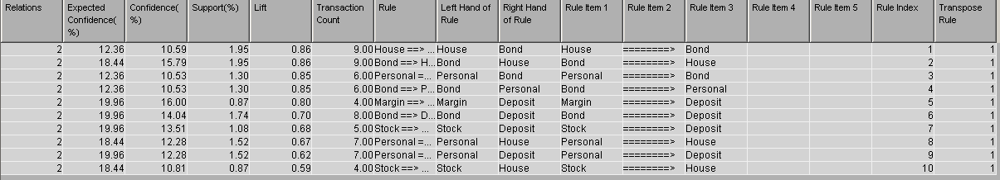 Relations Expected Confidence(%) Confidence(%) Support(%) Lift Transaction Count Rule Left Hand of Rule Right Hand of Rule Rule Item 1 Rule Item 2 Rule Item 3 Rule Item 4 Rule Item 5 Rule Index Transpose Rule
2 12.36 10.59 1.95 0.86 9.00 House ==> ... House Bond House ========> Bond 1 1
2 18.44 15.79 1.95 0.86 9.00 Bond ==> H... Bond House Bond ========> House 2 1
2 12.36 10.53 1.30 0.85 6.00 Personal =... Personal Bond Personal ========> Bond 3 1
2 12.36 10.53 1.30 0.85 6.00 Bond ==> P... Bond Personal Bond ========> Personal 4 1
2 19.96 16.00 0.87 0.80 4.00 Margin ==> ... Margin Deposit Margin ========> Deposit 5 1
2 19.96 14.04 1.74 0.70 8.00 Bond ==> D... Bond Deposit Bond ========> Deposit 6 1
2 19.96 13.51 1.08 0.68 5.00 Stock ==> ... Stock Deposit Stock ========> Deposit 7 1
2 18.44 12.28 1.52 0.67 7.00 Personal =... Personal House Personal ========> House 8 1
2 19.96 12.28 1.52 0.62 7.00 Personal =... Personal Deposit Personal ========> Deposit 9 1
2 18.44 10.81 0.87 0.59 4.00 Stock ==> ... Stock House Stock ========> House 10 1